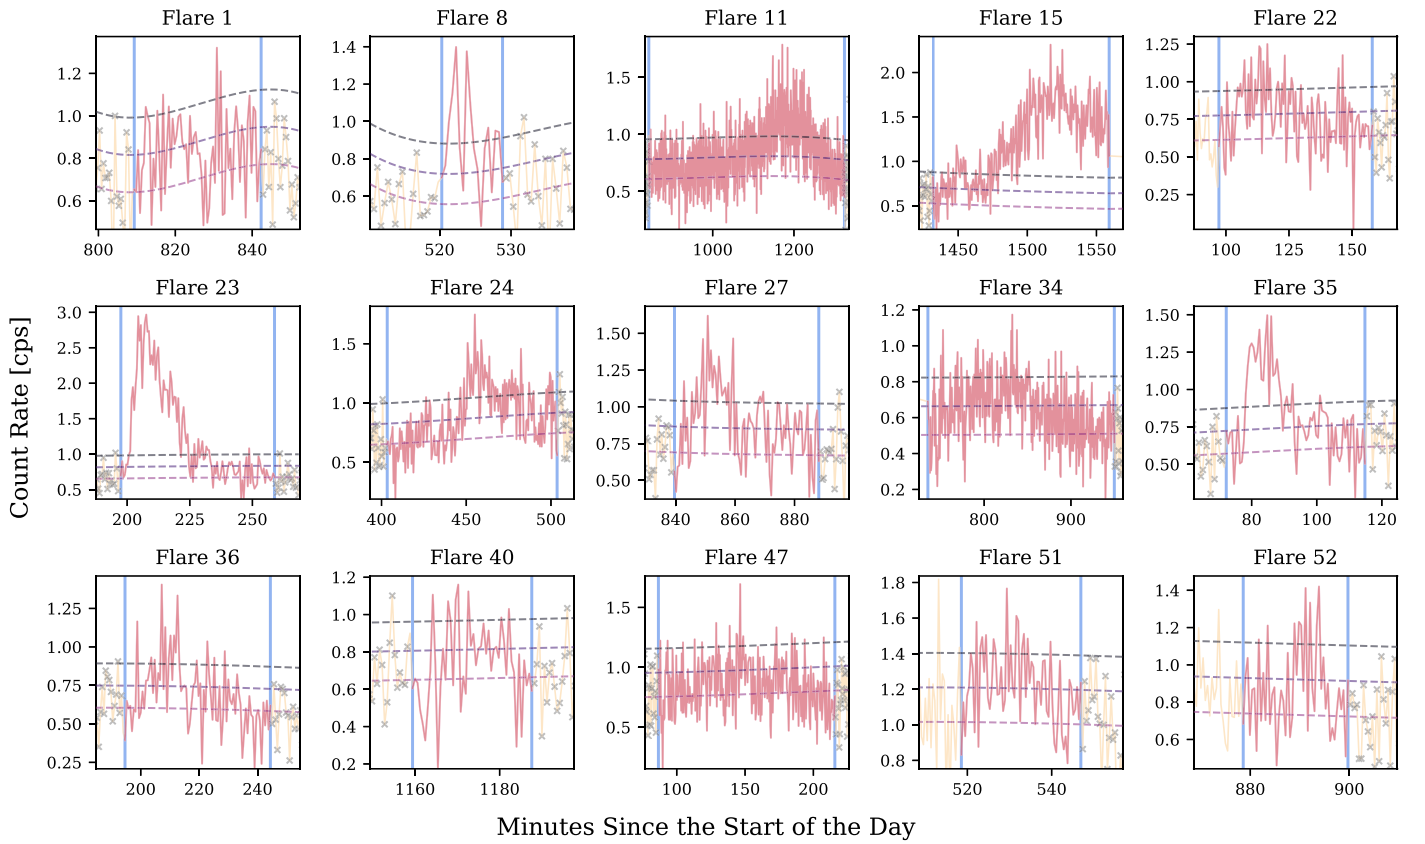 Flare 1 Flare 8 Flare 11 Flare 15 Flare 22
1.2 1.0 0.8 0.6
800 820 840
1.4 1.2 1.0 0.8 0.6
520 530
1.5 1.0 0.5
1000 1200
2.0 1.5 1.0 0.5
1450 1500 1550
1.25 1.00 0.75 0.50 0.25
100 125 150
Flare 23 Flare 24 Flare 27 Flare 34 Flare 35
3.0 2.5 2.0 1.5 1.0 0.5
200 225 250
1.5 1.0 0.5
400 450 500
1.50 1.25 1.00 0.75 0.50
840 860 880
1.2 1.0 0.8 0.6 0.4 0.2
800 900
1.50 1.25 1.00 0.75 0.50
80 100 120
Count Rate [cps]
Flare 36 Flare 40 Flare 47 Flare 51 Flare 52
1.25 1.00 0.75 0.50 0.25
200 220 240
1.2 1.0 0.8 0.6 0.4 0.2
1160 1180
1.5 1.0 0.5
100 150 200
1.8 1.6 1.4 1.2 1.0 0.8
520 540
1.4 1.2 1.0 0.8 0.6
880 900
Minutes Since the Start of the Day